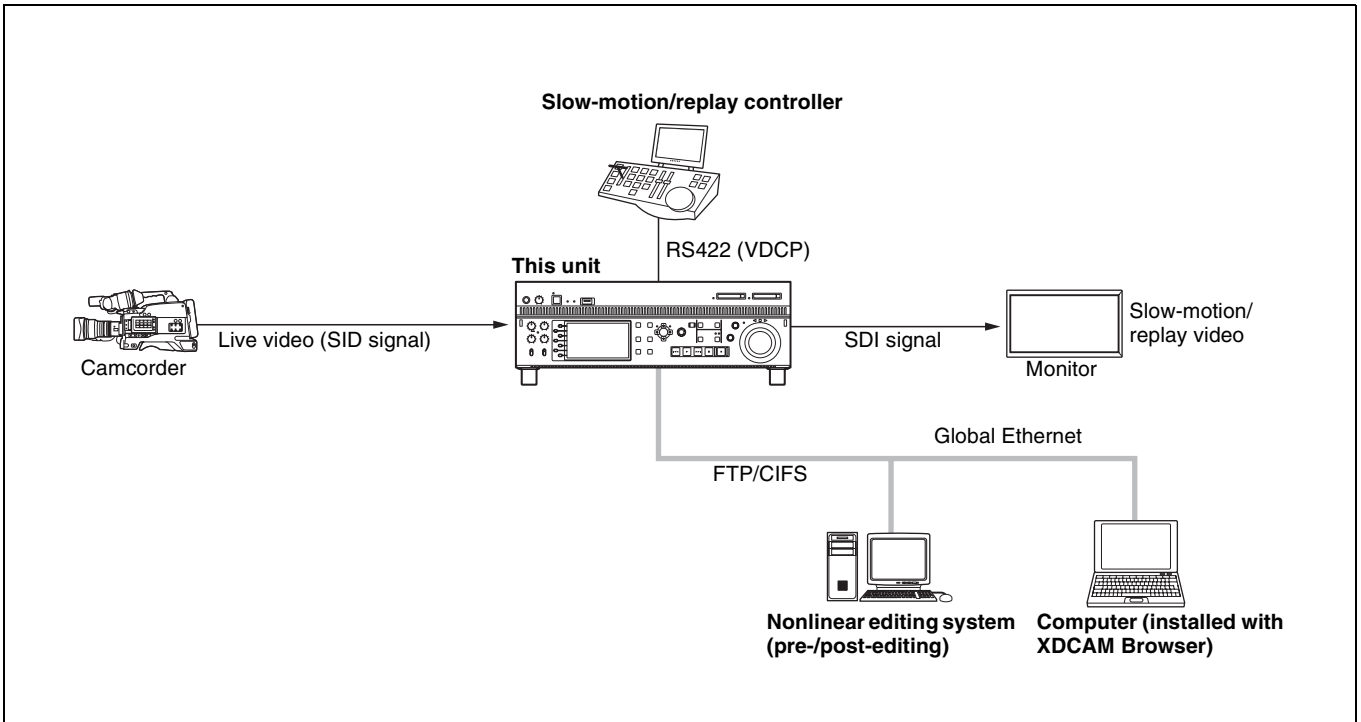 Slow-motion/replay controller
RS422 (VDCP)
This unit
Live video (SID signal)
Camcorder
SDI signal
Slow-motion/
replay video
Monitor
Global Ethernet
FTP/CIFS
Nonlinear editing system
(pre-/post-editing)
Computer (installed with
XDCAM Browser)